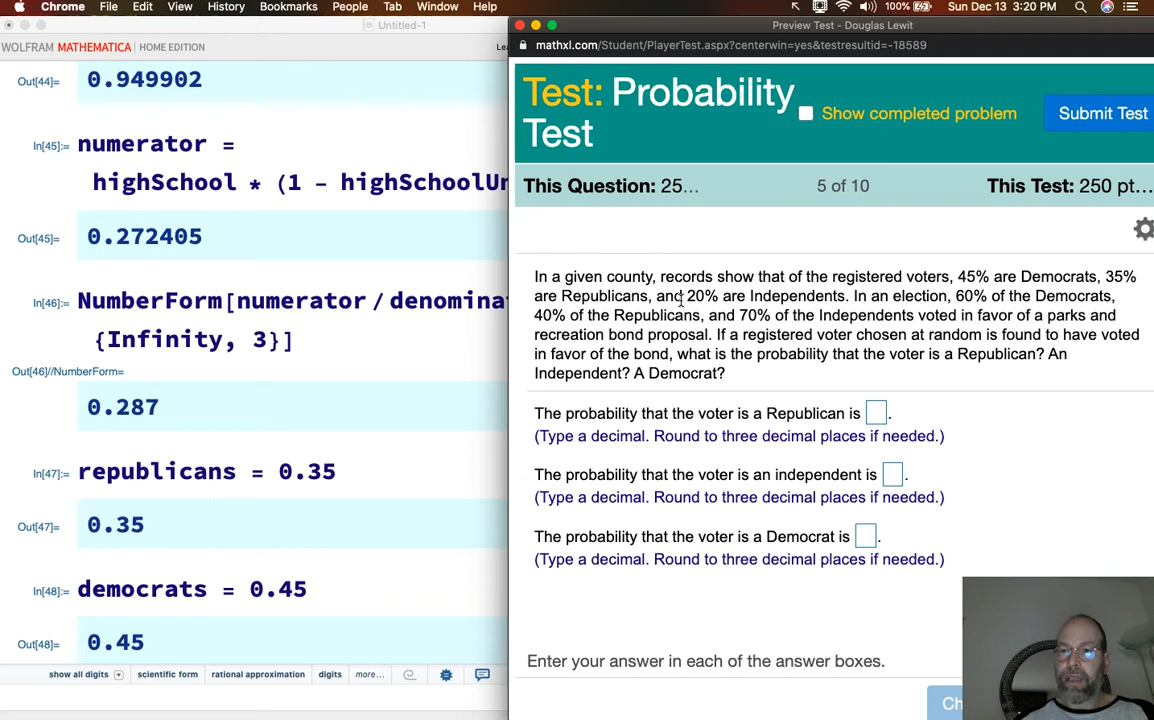 Chrome File Edit View History Bookmarks People Tab Window Help 100% Sun Dec 13 3:20 PM
Untitled-1
WOLFRAM MATHEMATICA HOME EDITION
Out[44]= 0.949902
In[45]:= numerator =
highSchool * (1 - highSchoolUn
Out[45]= 0.272405
In[46]:= NumberForm[numerator / denomina
{Infinity, 3}]
Out[46]//NumberForm=
0.287
In[47]:= republicans = 0.35
Out[47]= 0.35
In[48]:= democrats = 0.45
Out[48]= 0.45
show all digits scientific form rational approximation digits more...
Preview Test - Douglas Lewit
mathxl.com/Student/PlayerTest.aspx?centerwin=yes&testresultid=-18589
Test: Probability
Test
Show completed problem
Submit Test
This Question: 25... 5 of 10 This Test: 250 pt...
In a given county, records show that of the registered voters, 45% are Democrats, 35%
are Republicans, and 20% are Independents. In an election, 60% of the Democrats,
40% of the Republicans, and 70% of the Independents voted in favor of a parks and
recreation bond proposal. If a registered voter chosen at random is found to have voted
in favor of the bond, what is the probability that the voter is a Republican? An
Independent? A Democrat?
The probability that the voter is a Republican is .
(Type a decimal. Round to three decimal places if needed.)
The probability that the voter is an independent is .
(Type a decimal. Round to three decimal places if needed.)
The probability that the voter is a Democrat is .
(Type a decimal. Round to three decimal places if needed.)
Enter your answer in each of the answer boxes.
Ch